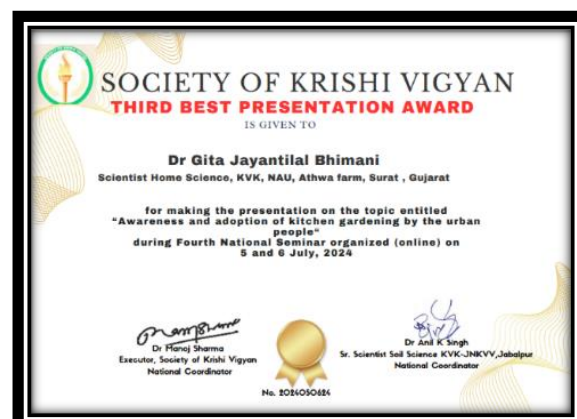 SOCIETY OF KRISHI VIGYAN
THIRD BEST PRESENTATION AWARD
IS GIVEN TO
Dr Gita Jayantilal Bhimani
Scientist Home Science, KVK, NAU, Athwa farm, Surat , Gujarat
for making the presentation on the topic entitled
"Awareness and adoption of kitchen gardening by the urban
people"
during Fourth National Seminar organized (online) on
5 and 6 July, 2024
Dr Manoj Sharma
Executor, Society of Krishi Vigyan
National Coordinator
Dr Anil K Singh
Sr. Scientist Soil Science KVK-JNKVV,Jabalpur
National Coordinator
No. 2024050624